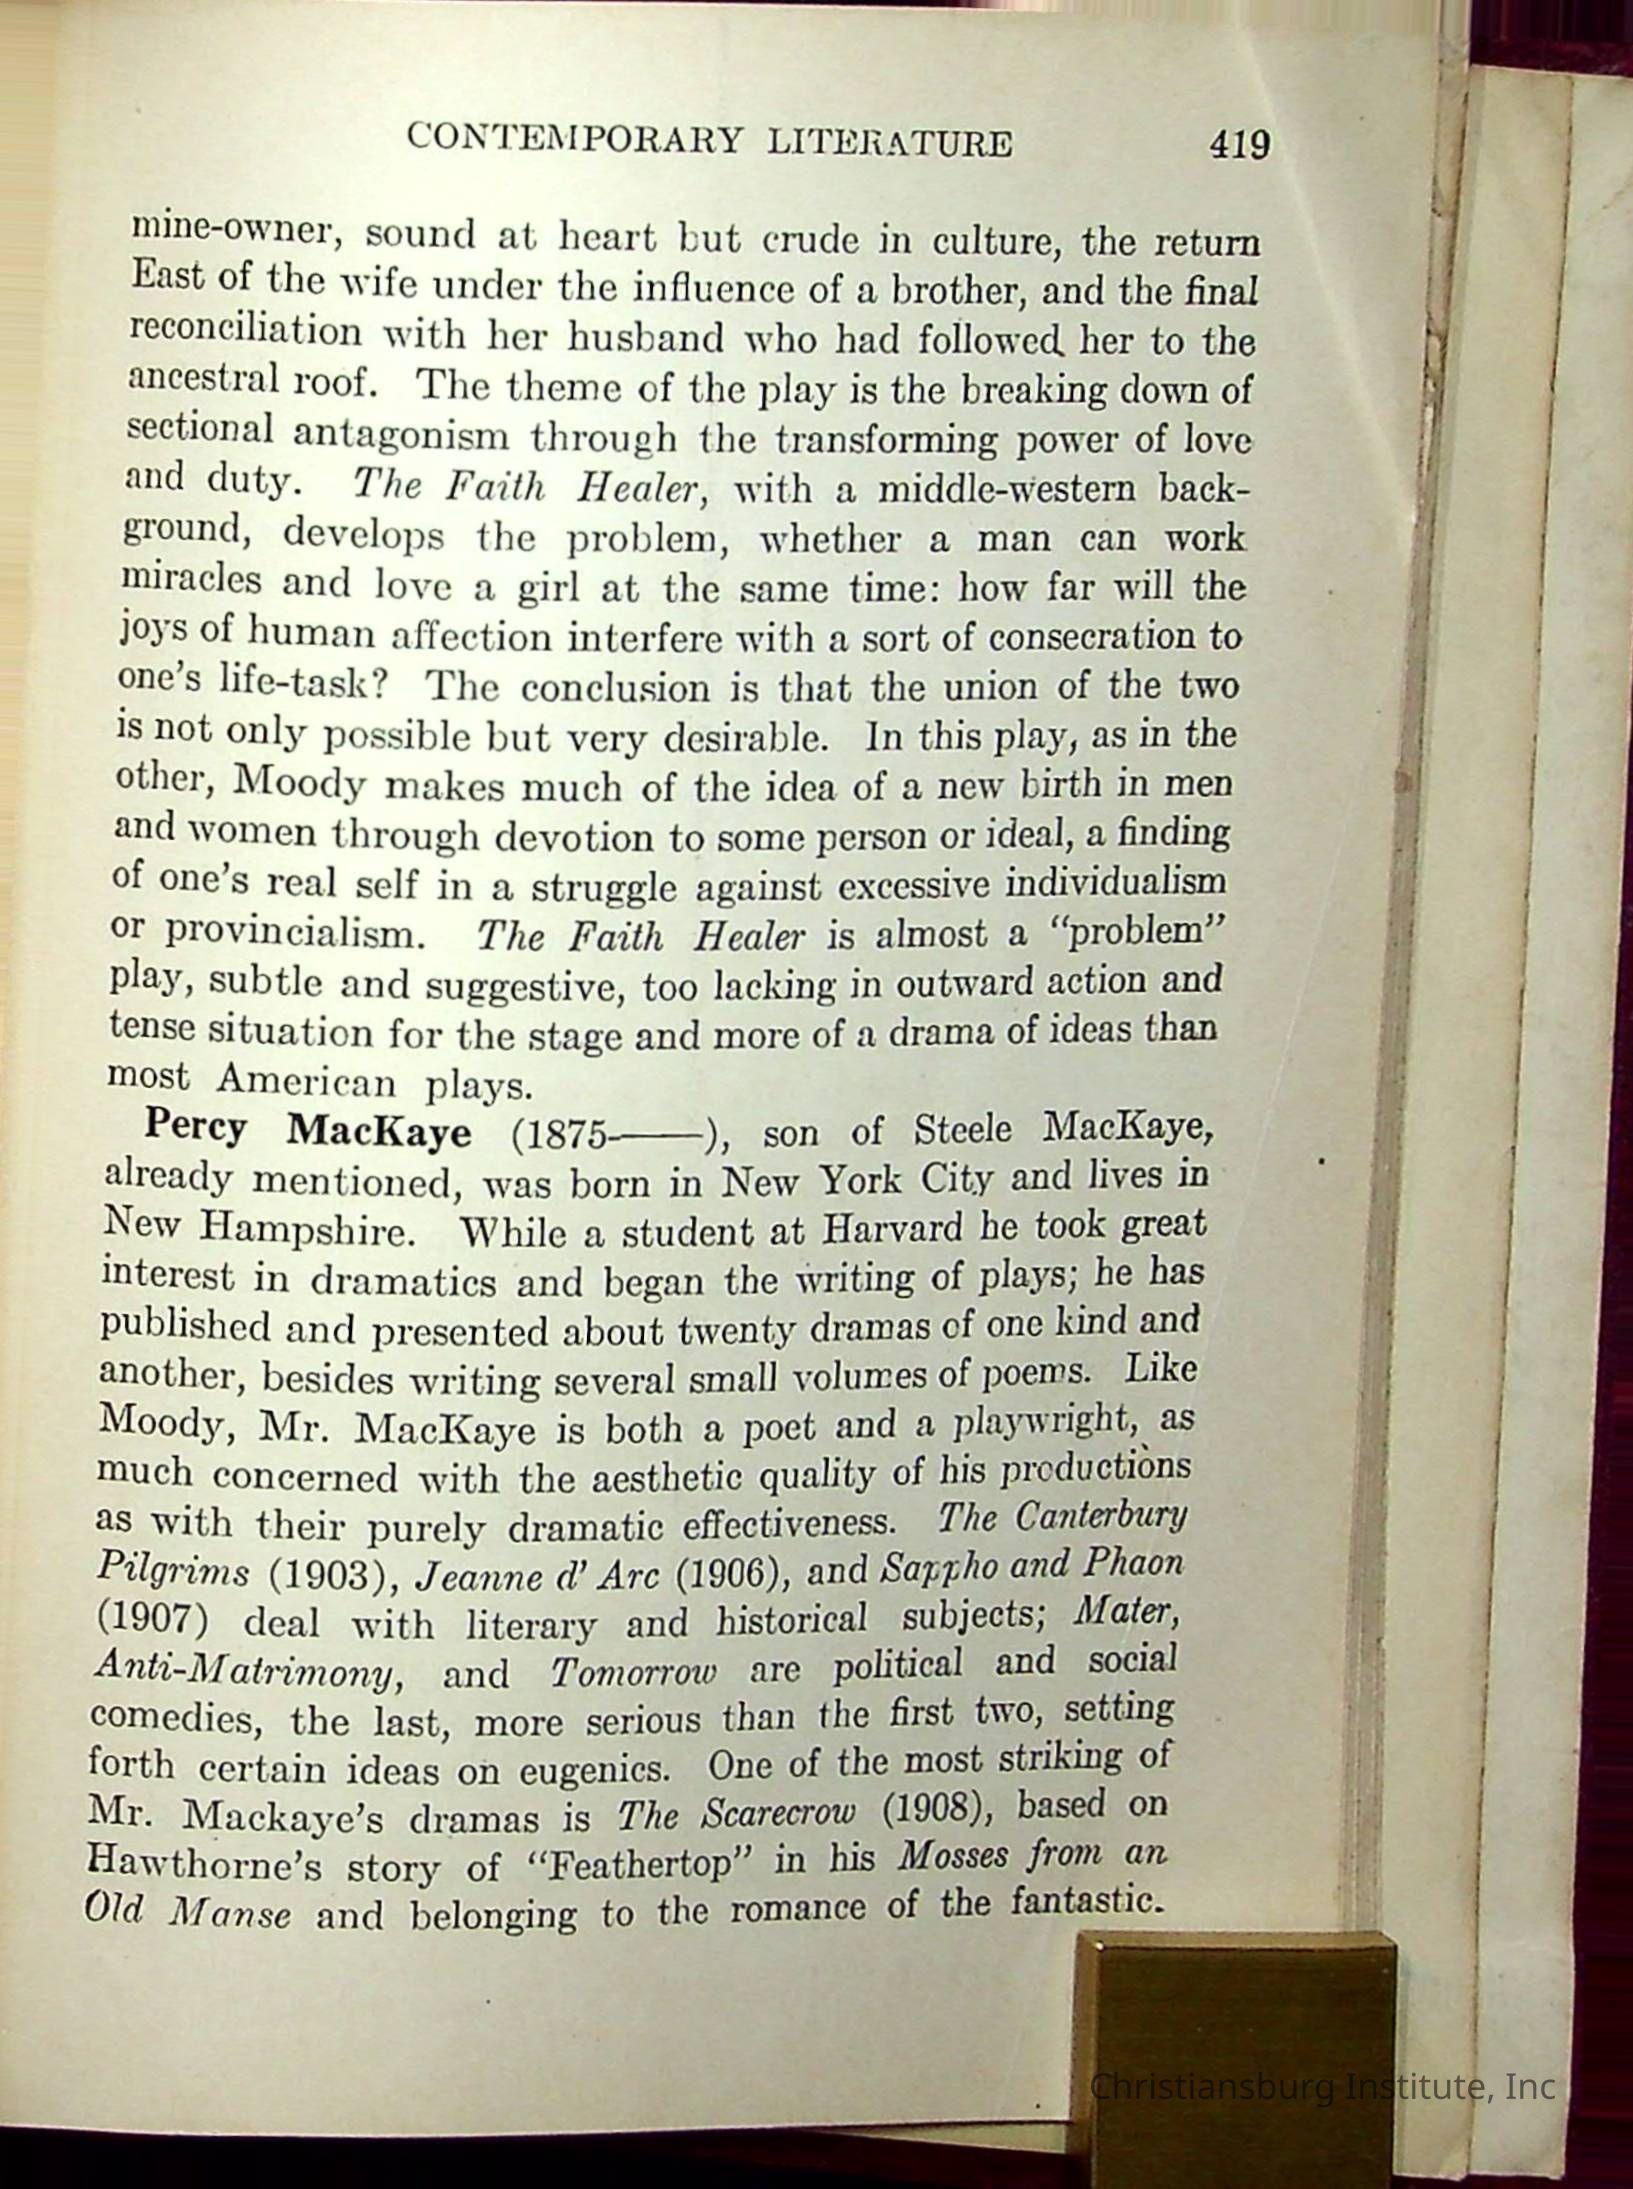 CONTEMPORARY LITERATURE 419
mine-owner, sound at heart but crude in culture, the return
East of the wife under the influence of a brother, and the final
reconciliation with her husband who had followed her to the
ancestral roof. The theme of the play is the breaking down of
sectional antagonism through the transforming power of love
and duty. The Faith Healer, with a middle-western back-
ground, develops the problem, whether a man can work
miracles and love a girl at the same time: how far will the
joys of human affection interfere with a sort of consecration to
one's life-task? The conclusion is that the union of the two
is not only possible but very desirable. In this play, as in the
other, Moody makes much of the idea of a new birth in men
and women through devotion to some person or ideal, a finding
of one's real self in a struggle against excessive individualism
or provincialism. The Faith Healer is almost a "problem"
play, subtle and suggestive, too lacking in outward action and
tense situation for the stage and more of a drama of ideas than
most American plays.
Percy MacKaye (1875-——), son of Steele MacKaye,
already mentioned, was born in New York City and lives in
New Hampshire. While a student at Harvard he took great
interest in dramatics and began the writing of plays; he has
published and presented about twenty dramas of one kind and
another, besides writing several small volumes of poems. Like
Moody, Mr. MacKaye is both a poet and a playwright, as
much concerned with the aesthetic quality of his productions
as with their purely dramatic effectiveness. The Canterbury
Pilgrims (1903), Jeanne d' Arc (1906), and Sappho and Phaon
(1907) deal with literary and historical subjects; Mater,
Anti-Matrimony, and Tomorrow are political and social
comedies, the last, more serious than the first two, setting
forth certain ideas on eugenics. One of the most striking of
Mr. Mackaye's dramas is The Scarecrow (1908), based on
Hawthorne's story of "Feathertop" in his Mosses from an
Old Manse and belonging to the romance of the fantastic.
Christiansburg Institute, Inc